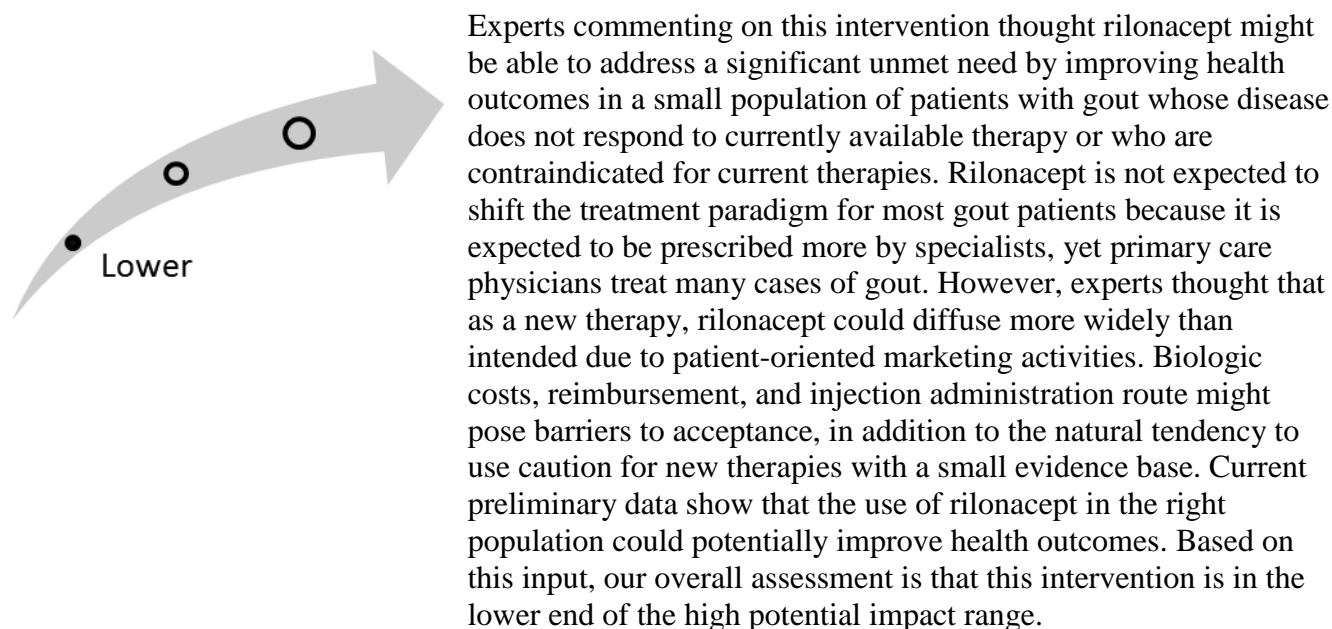 Lower
Experts commenting on this intervention thought rilonacept might
be able to address a significant unmet need by improving health
outcomes in a small population of patients with gout whose disease
does not respond to currently available therapy or who are
contraindicated for current therapies. Rilonacept is not expected to
shift the treatment paradigm for most gout patients because it is
expected to be prescribed more by specialists, yet primary care
physicians treat many cases of gout. However, experts thought that
as a new therapy, rilonacept could diffuse more widely than
intended due to patient-oriented marketing activities. Biologic
costs, reimbursement, and injection administration route might
pose barriers to acceptance, in addition to the natural tendency to
use caution for new therapies with a small evidence base. Current
preliminary data show that the use of rilonacept in the right
population could potentially improve health outcomes. Based on
this input, our overall assessment is that this intervention is in the
lower end of the high potential impact range.